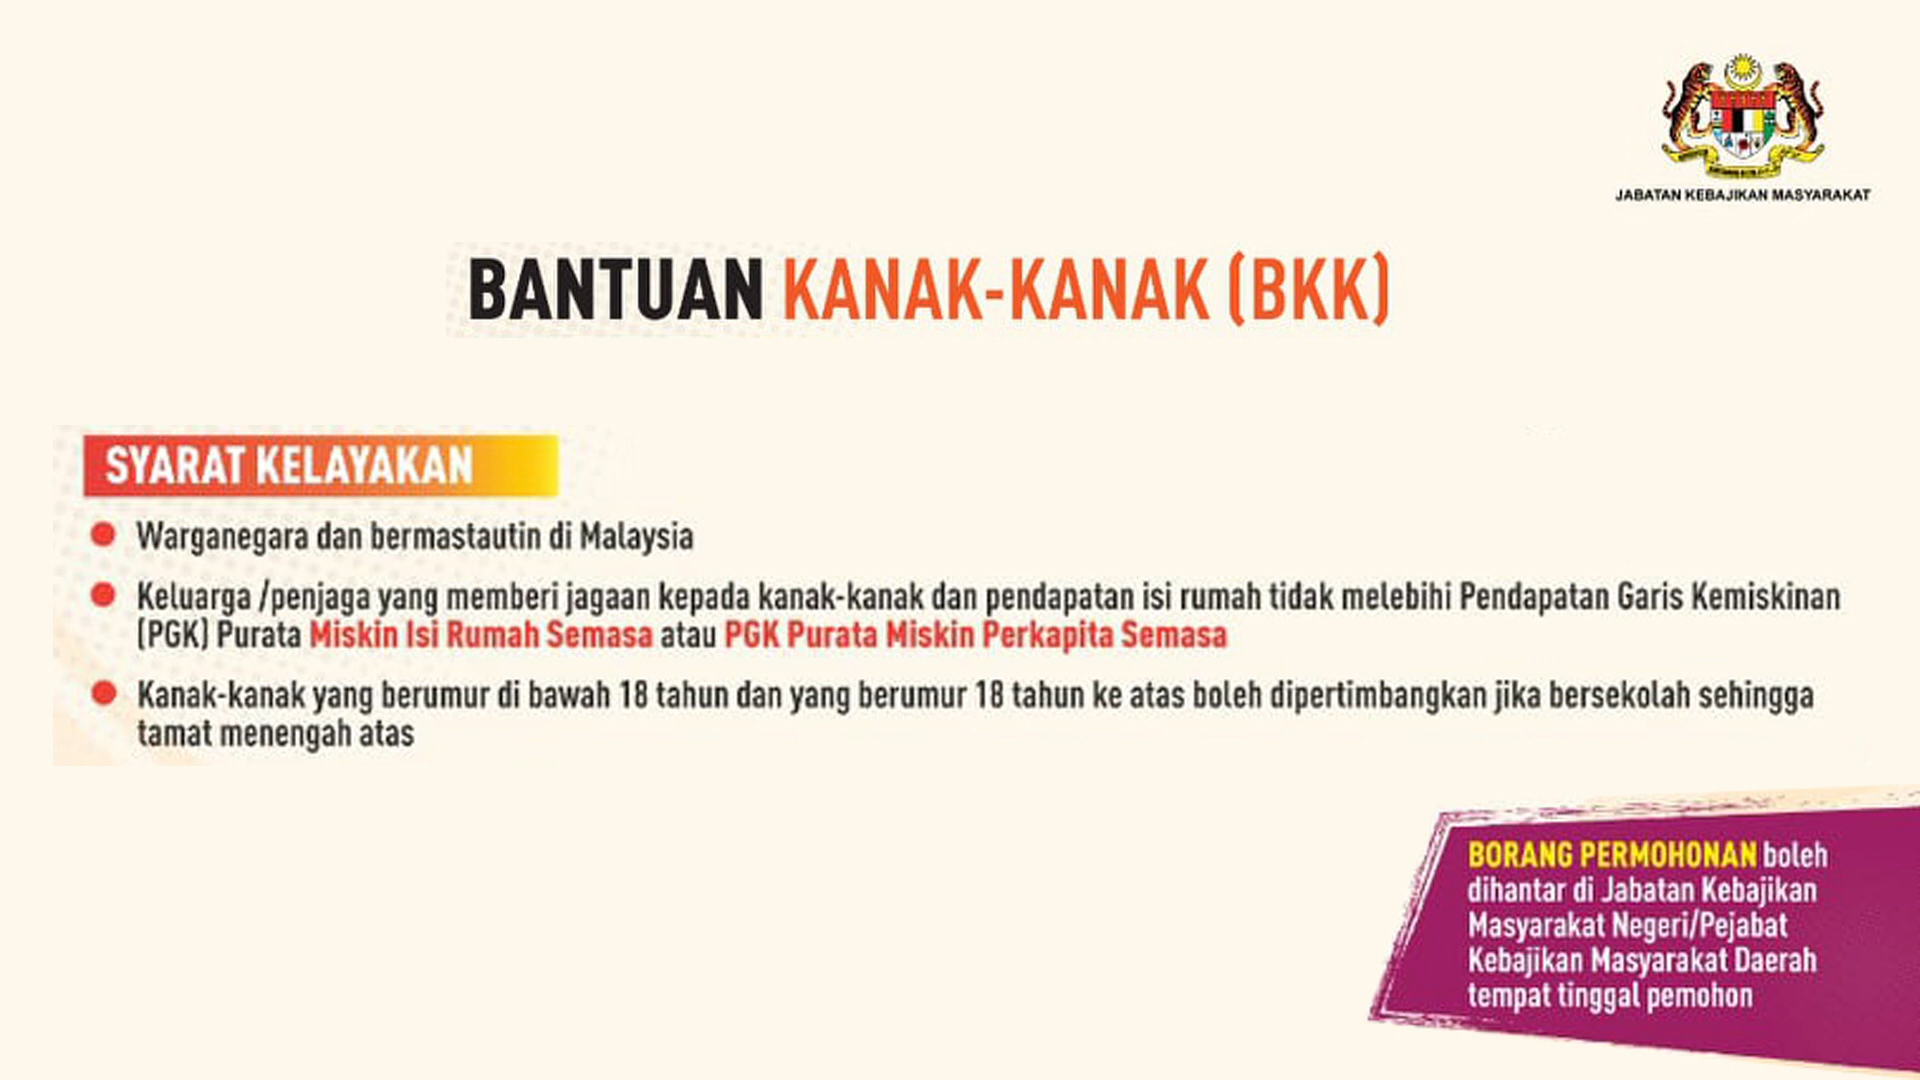 JABATAN KEBAJIKAN MASYARAKAT
BANTUAN KANAK-KANAK (BKK)
SYARAT KELAYAKAN
Warganegara dan bermastautin di Malaysia
Keluarga /penjaga yang memberi jagaan kepada kanak-kanak dan pendapatan isi rumah tidak melebihi Pendapatan Garis Kemiskinan
(PGK) Purata Miskin Isi Rumah Semasa atau PGK Purata Miskin Perkapita Semasa
Kanak-kanak yang berumur di bawah 18 tahun dan yang berumur 18 tahun ke atas boleh dipertimbangkan jika bersekolah sehingga
tamat menengah atas
BORANG PERMOHONAN boleh
dihantar di Jabatan Kebajikan
Masyarakat Negeri/Pejabat
Kebajikan Masyarakat Daerah
tempat tinggal pemohon